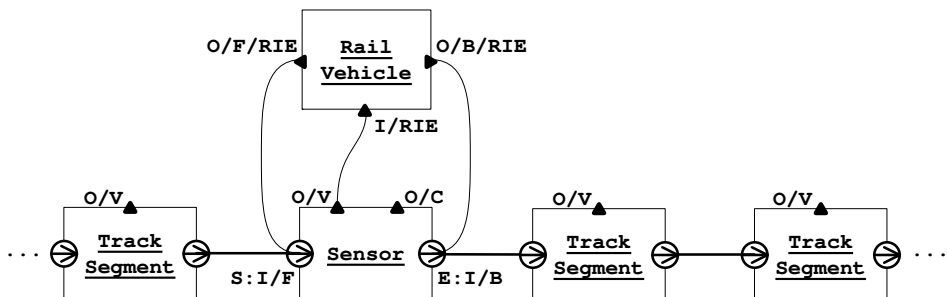 O/F/RIE
Rail
Vehicle
O/B/RIE
I/RIE
O/V
O/V
O/C
O/V
O/V
...
Track
Segment
S:I/F
Sensor
E:I/B
Track
Segment
Track
Segment
...